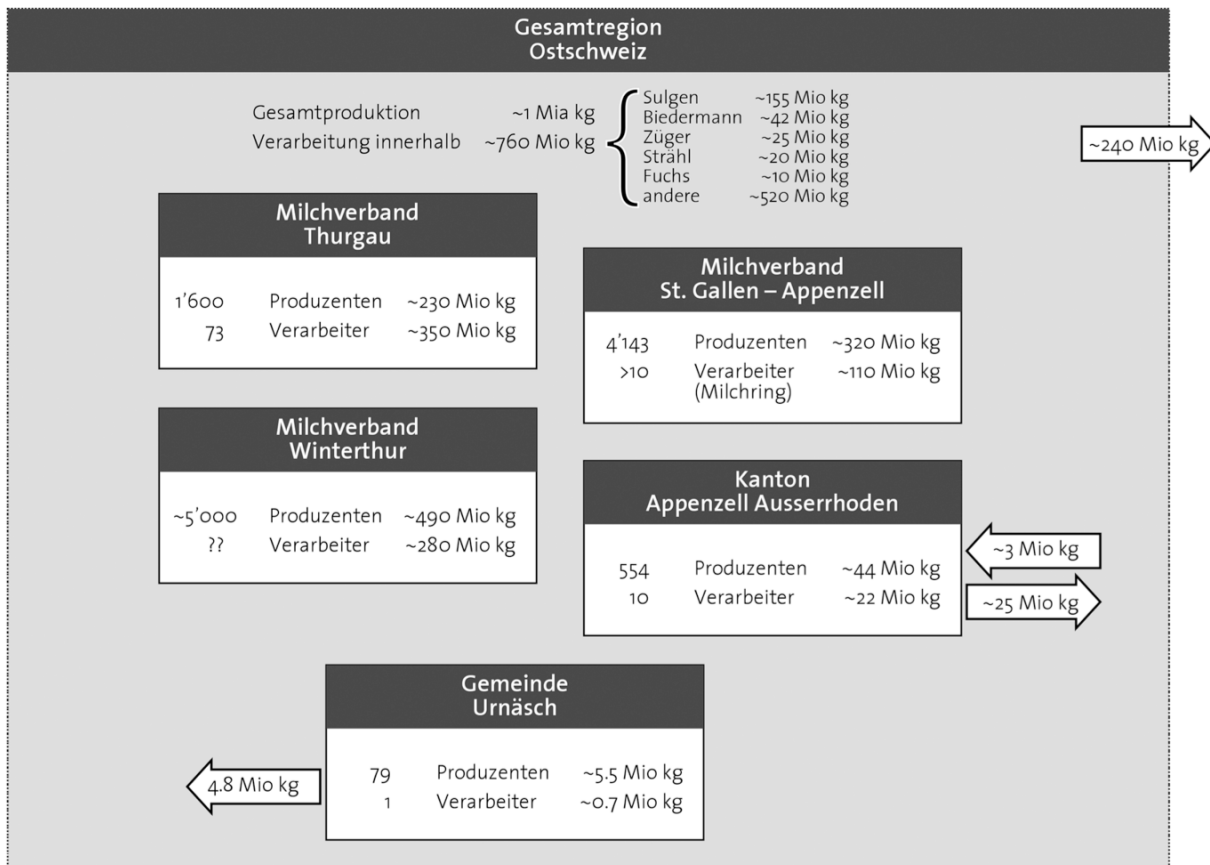 Gesamtregion
Ostschweiz
Gesamtproduktion ~1 Mia kg
Verarbeitung innerhalb ~760 Mio kg
Sulgen ~155 Mio kg
Biedermann ~42 Mio kg
Züger ~25 Mio kg
Strähl ~20 Mio kg
Fuchs ~10 Mio kg
andere ~520 Mio kg
~240 Mio kg
Milchverband
Thurgau
1'600 Produzenten ~230 Mio kg
73 Verarbeiter ~350 Mio kg
Milchverband
St. Gallen – Appenzell
4'143 Produzenten ~320 Mio kg
>10 Verarbeiter ~110 Mio kg
(Milchring)
Milchverband
Winterthur
~5'000 Produzenten ~490 Mio kg
?? Verarbeiter ~280 Mio kg
Kanton
Appenzell Ausserrhoden
554 Produzenten ~44 Mio kg
10 Verarbeiter ~22 Mio kg
~3 Mio kg
~25 Mio kg
Gemeinde
Urnäsch
79 Produzenten ~5.5 Mio kg
1 Verarbeiter ~0.7 Mio kg
4.8 Mio kg